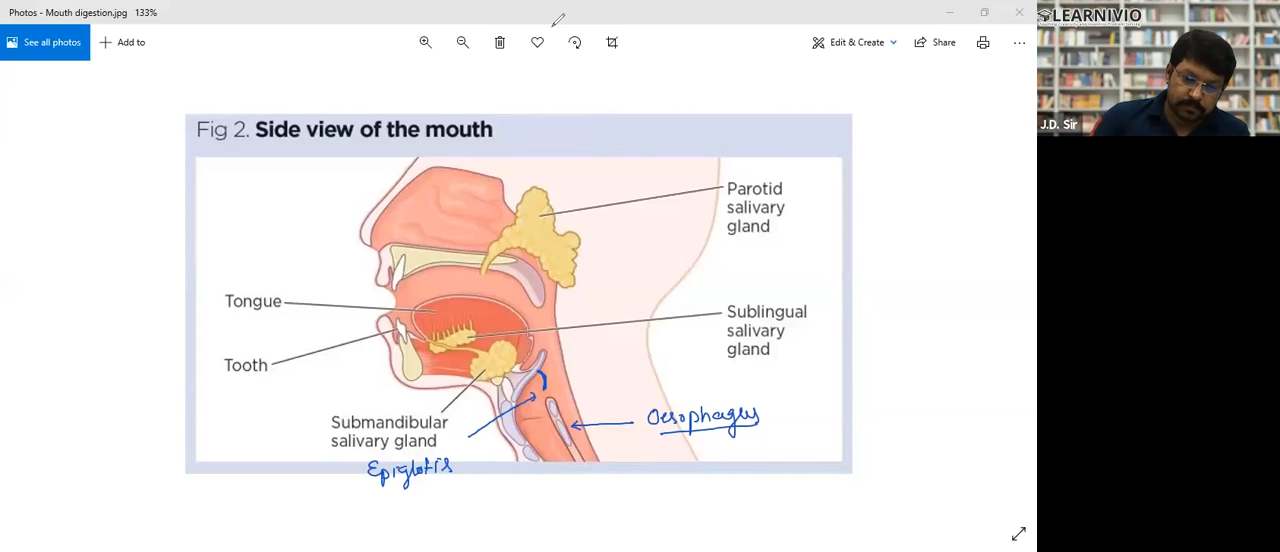 Photos - Mouth digestion.jpg 133%
See all photos
Add to
Edit & Create
Share
LEARNIVIO
J.D. Sir
Fig 2. Side view of the mouth
Parotid
salivary
gland
Tongue
Sublingual
salivary
gland
Tooth
Submandibular
salivary gland
Oesophagus
Epiglotis